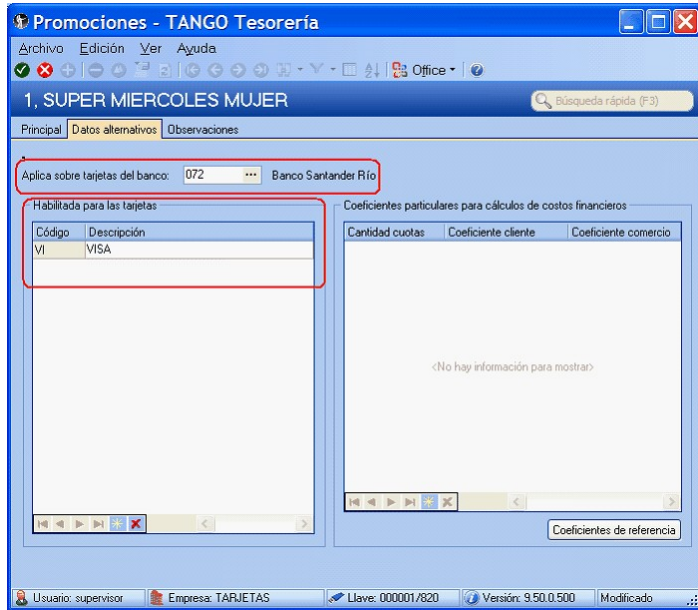 Promociones - TANGO Tesorería
Archivo Edición Ver Ayuda
Office
1, SUPER MIERCOLES MUJER
Búsqueda rápida (F3)
Principal Datos alternativos Observaciones
Aplica sobre tarjetas del banco: 072 ... Banco Santander Río
Habilitada para las tarjetas
Código Descripción
VI VISA
Coeficientes particulares para cálculos de costos financieros
Cantidad cuotas Coeficiente cliente Coeficiente comercio
<No hay información para mostrar>
Coeficientes de referencia
Usuario: supervisor Empresa: TARJETAS Llave: 000001/820 Versión: 9.50.0.500 Modificado